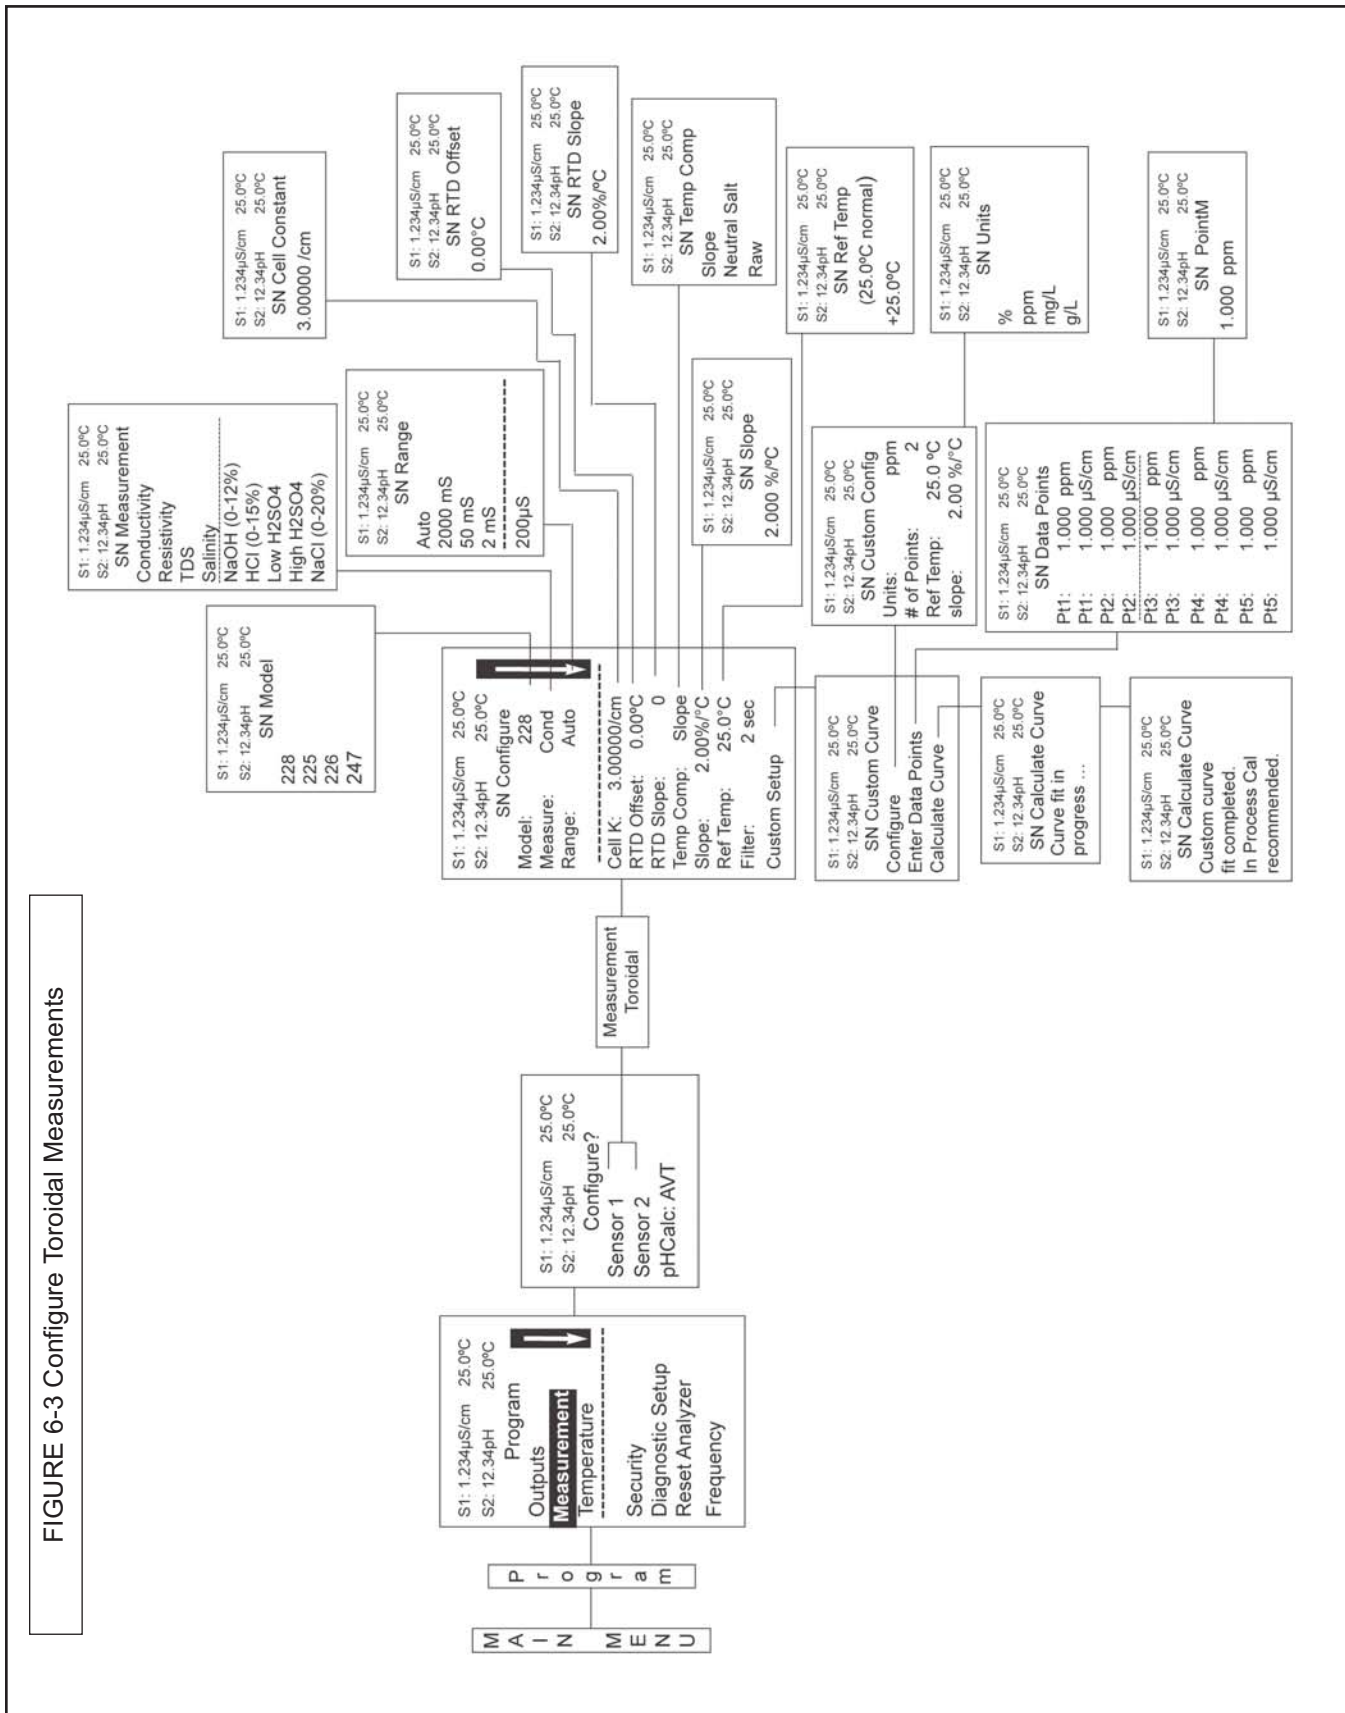 FIGURE 6-3 Configure Toroidal Measurements
MAIN MENU
Program
S1: 1.234µS/cm 25.0ºC
S2: 12.34pH 25.0ºC
Program
Outputs
Measurement
Temperature
Security
Diagnostic Setup
Reset Analyzer
Frequency
S1: 1.234µS/cm 25.0ºC
S2: 12.34pH 25.0ºC
Configure?
Sensor 1
Sensor 2
pHCalc: AVT
Measurement
Toroidal
S1: 1.234µS/cm 25.0ºC
S2: 12.34pH 25.0ºC
SN Configure
Model: 228
Measure: Cond
Range: Auto
Cell K: 3.00000/cm
RTD Offset: 0.00ºC
RTD Slope: 0
Temp Comp: Slope
Slope: 2.00%/°C
Ref Temp: 25.0°C
Filter: 2 sec
Custom Setup
S1: 1.234µS/cm 25.0ºC
S2: 12.34pH 25.0ºC
SN Model
228
225
226
247
S1: 1.234µS/cm 25.0ºC
S2: 12.34pH 25.0ºC
SN Measurement
Conductivity
Resistivity
TDS
Salinity
NaOH (0-12%)
HCl (0-15%)
Low H2SO4
High H2SO4
NaCl (0-20%)
S1: 1.234µS/cm 25.0ºC
S2: 12.34pH 25.0ºC
SN Range
Auto
2000 mS
50 mS
2 mS
200µS
S1: 1.234µS/cm 25.0ºC
S2: 12.34pH 25.0ºC
SN Cell Constant
3.00000 /cm
S1: 1.234µS/cm 25.0ºC
S2: 12.34pH 25.0ºC
SN RTD Offset
0.00°C
S1: 1.234µS/cm 25.0ºC
S2: 12.34pH 25.0ºC
SN RTD Slope
2.00%/ºC
S1: 1.234µS/cm 25.0ºC
S2: 12.34pH 25.0ºC
SN Temp Comp
Slope
Neutral Salt
Raw
S1: 1.234µS/cm 25.0ºC
S2: 12.34pH 25.0ºC
SN Slope
2.000 %/ºC
S1: 1.234µS/cm 25.0ºC
S2: 12.34pH 25.0ºC
SN Ref Temp
(25.0ºC normal)
+25.0ºC
S1: 1.234µS/cm 25.0ºC
S2: 12.34pH 25.0ºC
SN Custom Curve
Configure
Enter Data Points
Calculate Curve
S1: 1.234µS/cm 25.0ºC
S2: 12.34pH 25.0ºC
SN Custom Config
Units: ppm
# of Points: 2
Ref Temp: 25.0 ºC
slope: 2.00 %/°C
S1: 1.234µS/cm 25.0ºC
S2: 12.34pH 25.0ºC
SN Units
%
ppm
mg/L
g/L
S1: 1.234µS/cm 25.0ºC
S2: 12.34pH 25.0ºC
SN Data Points
Pt1: 1.000 ppm
Pt1: 1.000 µS/cm
Pt2: 1.000 ppm
Pt2: 1.000 µS/cm
Pt3: 1.000 ppm
Pt3: 1.000 µS/cm
Pt4: 1.000 ppm
Pt4: 1.000 µS/cm
Pt5: 1.000 ppm
Pt5: 1.000 µS/cm
S1: 1.234µS/cm 25.0ºC
S2: 12.34pH 25.0ºC
SN PointM
1.000 ppm
S1: 1.234µS/cm 25.0ºC
S2: 12.34pH 25.0ºC
SN Calculate Curve
Curve fit in
progress ...
S1: 1.234µS/cm 25.0ºC
S2: 12.34pH 25.0ºC
SN Calculate Curve
Custom curve
fit completed.
In Process Cal
recommended.